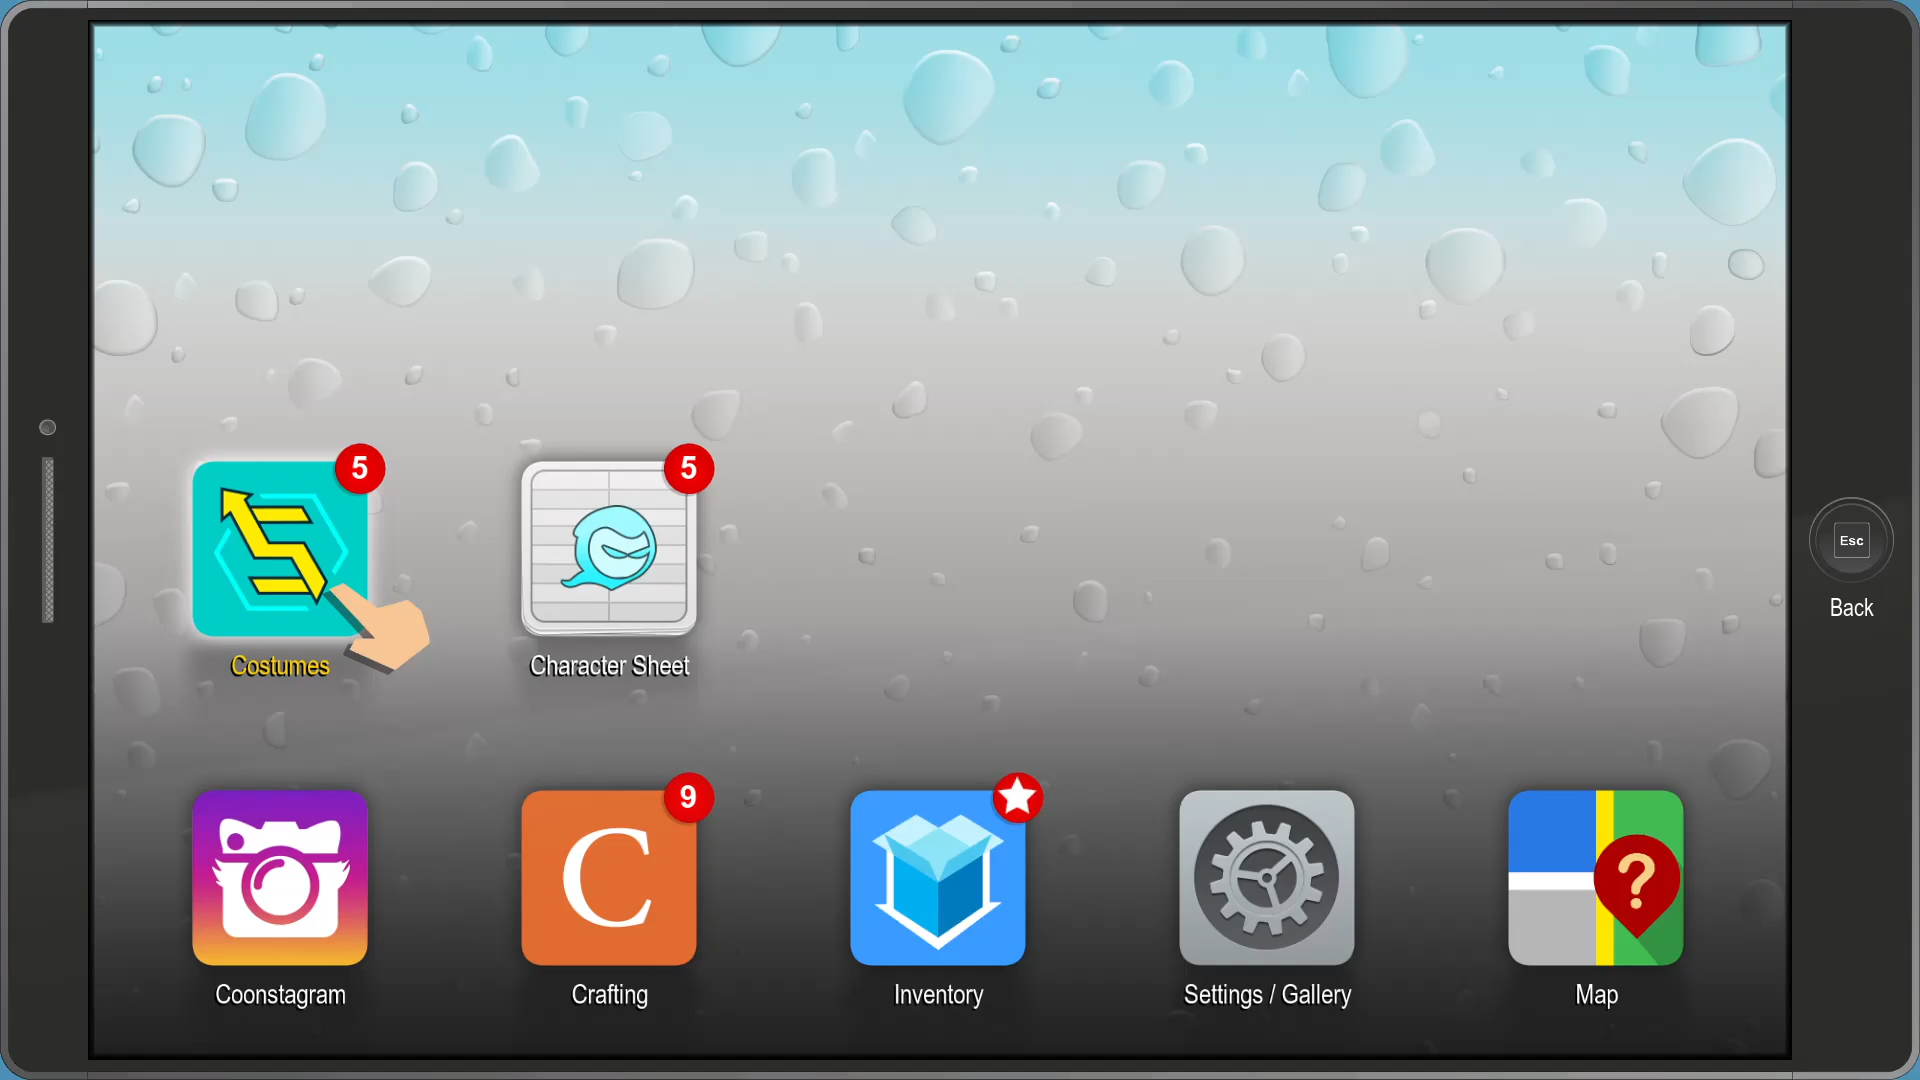 5
5
Costumes
Character Sheet
Esc
Back
9
C
?
Coonstagram
Crafting
Inventory
Settings / Gallery
Map